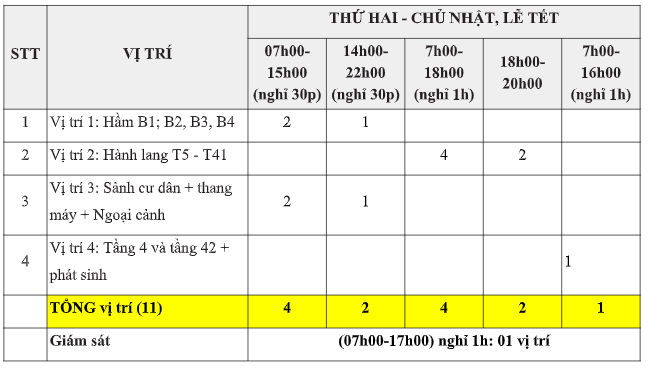 STT
VỊ TRÍ
THỨ HAI - CHỦ NHẬT, LỄ TẾT
07h00-
15h00
(nghỉ 30p)
14h00-
22h00
(nghỉ 30p)
7h00-
18h00
(nghỉ 1h)
18h00-
20h00
7h00-
16h00
(nghỉ 1h)
1 Vị trí 1: Hầm B1; B2, B3, B4 2 1
2 Vị trí 2: Hành lang T5 - T41 4 2
3 Vị trí 3: Sảnh cư dân + thang
máy + Ngoại cảnh 2 1
4 Vị trí 4: Tầng 4 và tầng 42 +
phát sinh 1
TỔNG vị trí (11) 4 2 4 2 1
Giám sát (07h00-17h00) nghỉ 1h: 01 vị trí